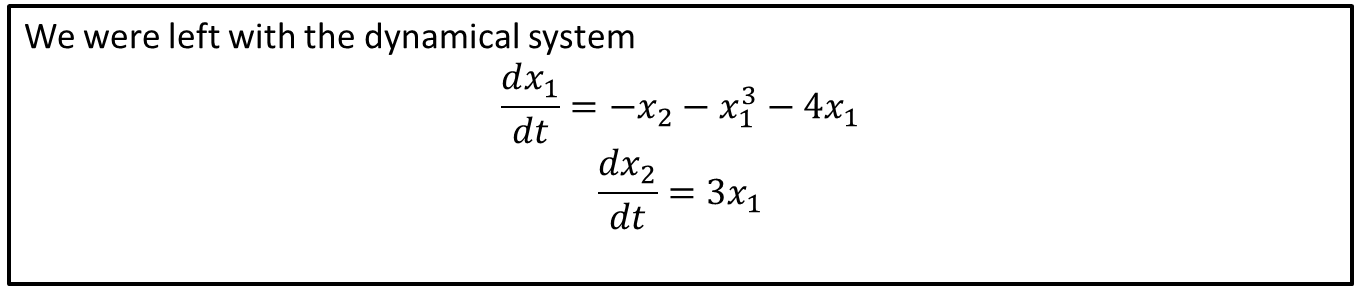 We were left with the dynamical system
dx₁/dt = −x₂ − x₁³ − 4x₁
dx₂/dt = 3x₁